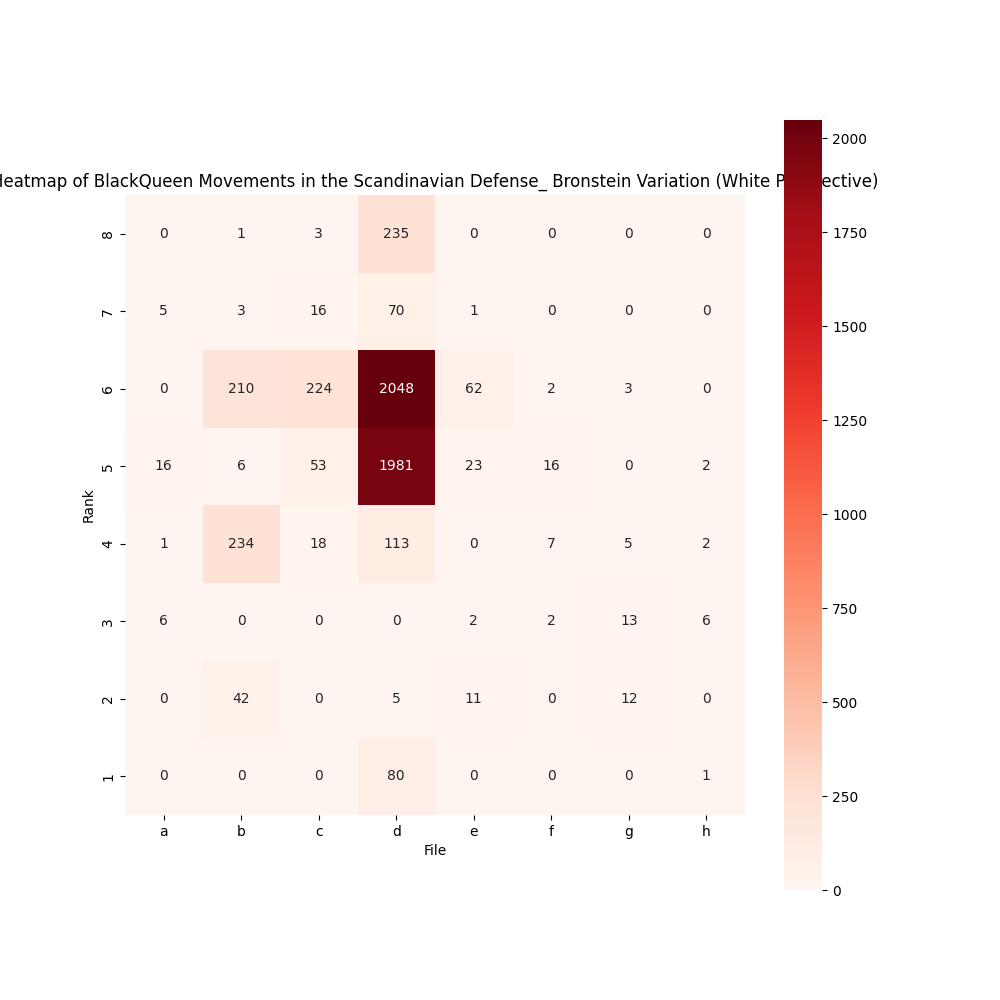 2000
Heatmap of BlackQueen Movements in the Scandinavian Defense_ Bronstein Variation (White P ective)
8 0 1 3 235 0 0 0 0
1750
7 5 3 16 70 1 0 0 0
1500
6 0 210 224 2048 62 2 3 0
1250
5 16 6 53 1981 23 16 0 2
Rank
1000
4 1 234 18 113 0 7 5 2
750
3 6 0 0 0 2 2 13 6
2 0 42 0 5 11 0 12 0
500
1 0 0 0 80 0 0 0 1
250
a b c d e f g h
File
0